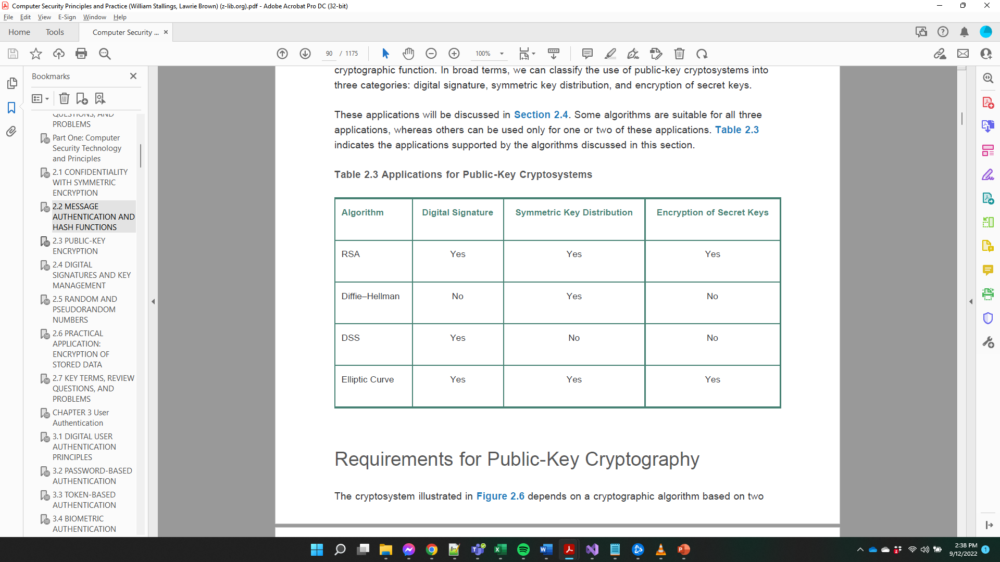 Computer Security Principles and Practice (William Stallings, Lawrie Brown) (z-lib.org).pdf - Adobe Acrobat Pro DC (32-bit)
File Edit View E-Sign Window Help
Home Tools Computer Security ... ×
90 / 1175 100%
Bookmarks
QUESTIONS, AND
PROBLEMS
Part One: Computer
Security Technology
and Principles
2.1 CONFIDENTIALITY
WITH SYMMETRIC
ENCRYPTION
2.2 MESSAGE
AUTHENTICATION AND
HASH FUNCTIONS
2.3 PUBLIC-KEY
ENCRYPTION
2.4 DIGITAL
SIGNATURES AND KEY
MANAGEMENT
2.5 RANDOM AND
PSEUDORANDOM
NUMBERS
2.6 PRACTICAL
APPLICATION:
ENCRYPTION OF
STORED DATA
2.7 KEY TERMS, REVIEW
QUESTIONS, AND
PROBLEMS
CHAPTER 3 User
Authentication
3.1 DIGITAL USER
AUTHENTICATION
PRINCIPLES
3.2 PASSWORD-BASED
AUTHENTICATION
3.3 TOKEN-BASED
AUTHENTICATION
3.4 BIOMETRIC
AUTHENTICATION
cryptographic function. In broad terms, we can classify the use of public-key cryptosystems into
three categories: digital signature, symmetric key distribution, and encryption of secret keys.
These applications will be discussed in Section 2.4. Some algorithms are suitable for all three
applications, whereas others can be used only for one or two of these applications. Table 2.3
indicates the applications supported by the algorithms discussed in this section.
Table 2.3 Applications for Public-Key Cryptosystems
Algorithm Digital Signature Symmetric Key Distribution Encryption of Secret Keys
RSA Yes Yes Yes
Diffie–Hellman No Yes No
DSS Yes No No
Elliptic Curve Yes Yes Yes
Requirements for Public-Key Cryptography
The cryptosystem illustrated in Figure 2.6 depends on a cryptographic algorithm based on two
2:38 PM
9/12/2022
1